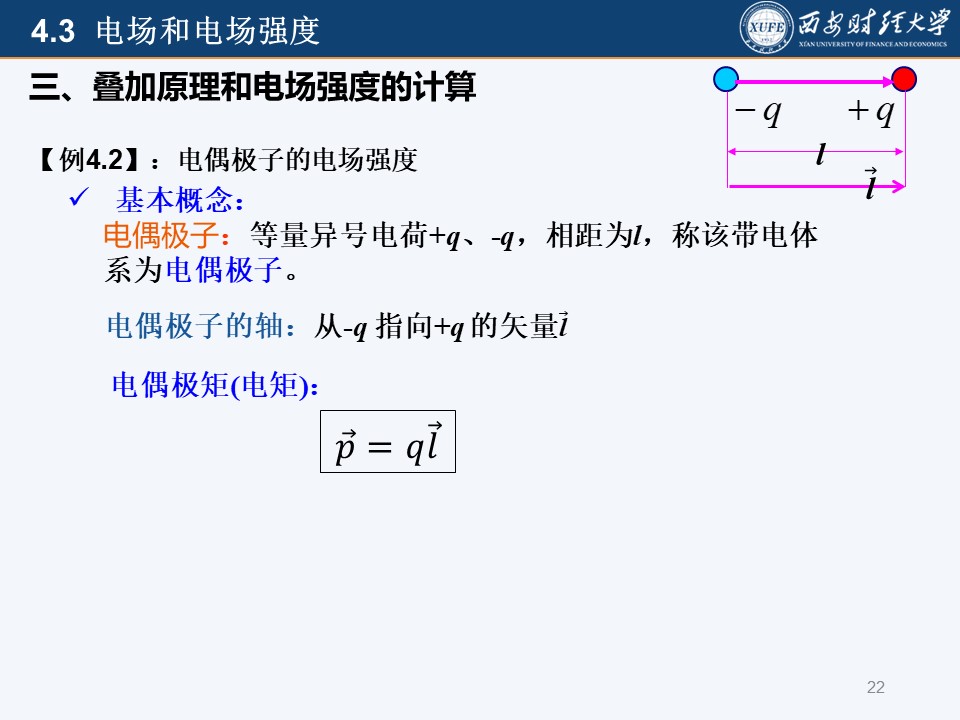 4.3 电场和电场强度
XUFE
西安财经大学
XI'AN UNIVERSITY OF FINANCE AND ECONOMICS
三、叠加原理和电场强度的计算
−q +q
l
l⃗
【例4.2】：电偶极子的电场强度
✓ 基本概念：
电偶极子：等量异号电荷+q、-q，相距为l，称该带电体
系为电偶极子。
电偶极子的轴：从-q 指向+q 的矢量l⃗
电偶极矩(电矩)：
p⃗ = ql⃗
22